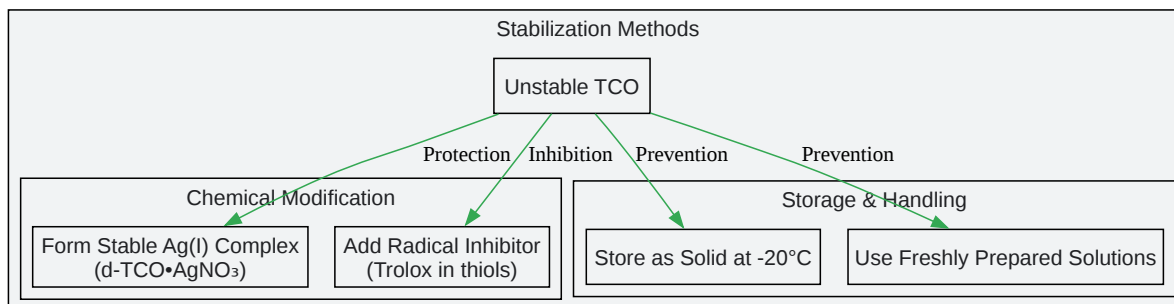 Stabilization Methods
Unstable TCO
Protection
Inhibition
Prevention
Prevention
Chemical Modification
Storage & Handling
Form Stable Ag(I) Complex
(d-TCO•AgNO₃)
Add Radical Inhibitor
(Trolox in thiols)
Store as Solid at -20°C
Use Freshly Prepared Solutions